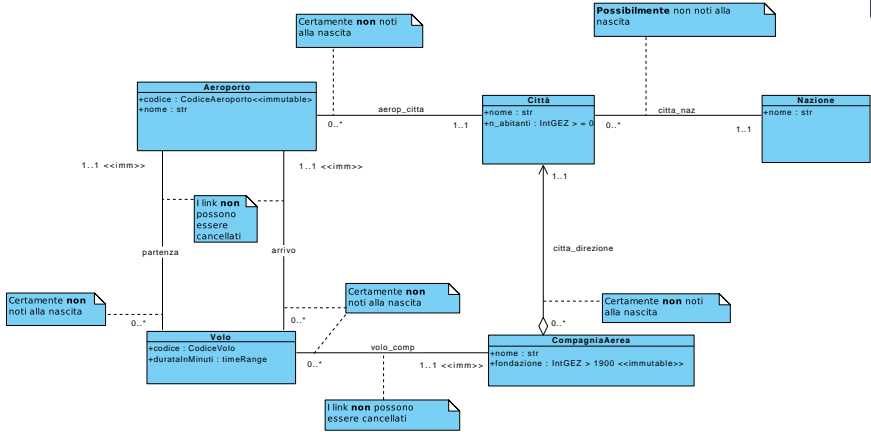 Certamente non noti
alla nascita
Possibilmente non noti alla
nascita
Aeroporto
+codice : CodiceAeroporto<<immutable>
+nome : str
aerop_citta
0..*
1..1
Città
+nome : str
+n_abitanti : IntGEZ > = 0
citta_naz
0..*
1..1
Nazione
+nome : str
1..1 <<imm>>
1..1 <<imm>>
1..1
I link non
possono
essere
cancellati
partenza
arrivo
citta_direzione
Certamente non
noti alla nascita
0..*
Certamente non
noti alla nascita
0..*
Certamente non noti
alla nascita
0..*
Volo
+codice : CodiceVolo
+durataInMinuti : timeRange
volo_comp
0..*
1..1 <<imm>>
CompagniaAerea
+nome : str
+fondazione : IntGEZ > 1900 <<immutable>>
I link non possono
essere cancellati